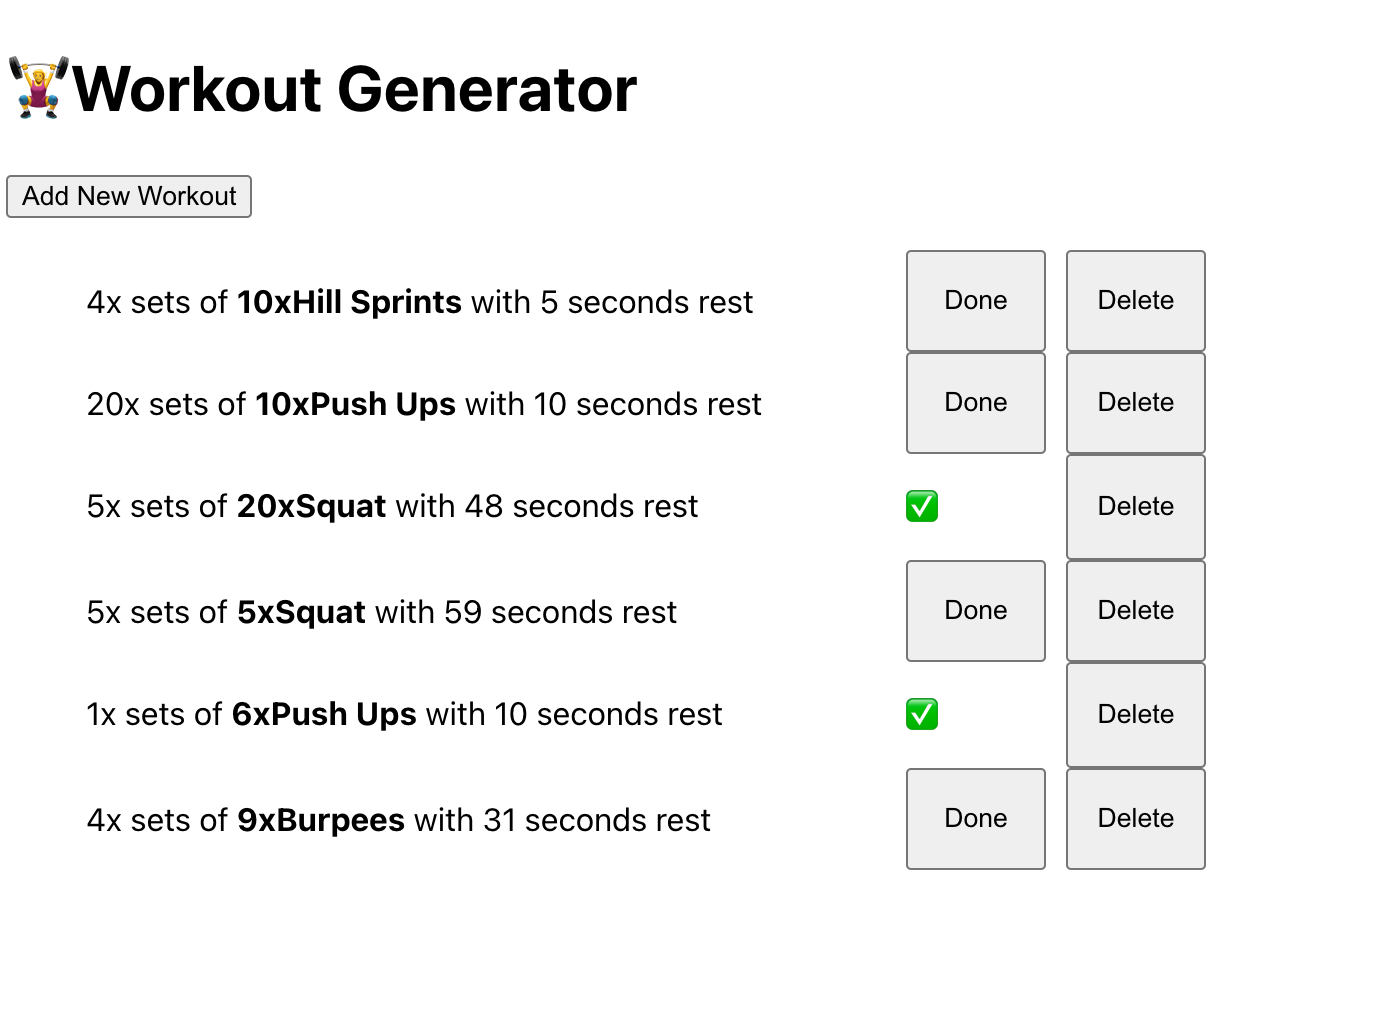 Workout Generator
Add New Workout
4x sets of 10xHill Sprints with 5 seconds rest Done Delete
20x sets of 10xPush Ups with 10 seconds rest Done Delete
5x sets of 20xSquat with 48 seconds rest ✅ Delete
5x sets of 5xSquat with 59 seconds rest Done Delete
1x sets of 6xPush Ups with 10 seconds rest ✅ Delete
4x sets of 9xBurpees with 31 seconds rest Done Delete